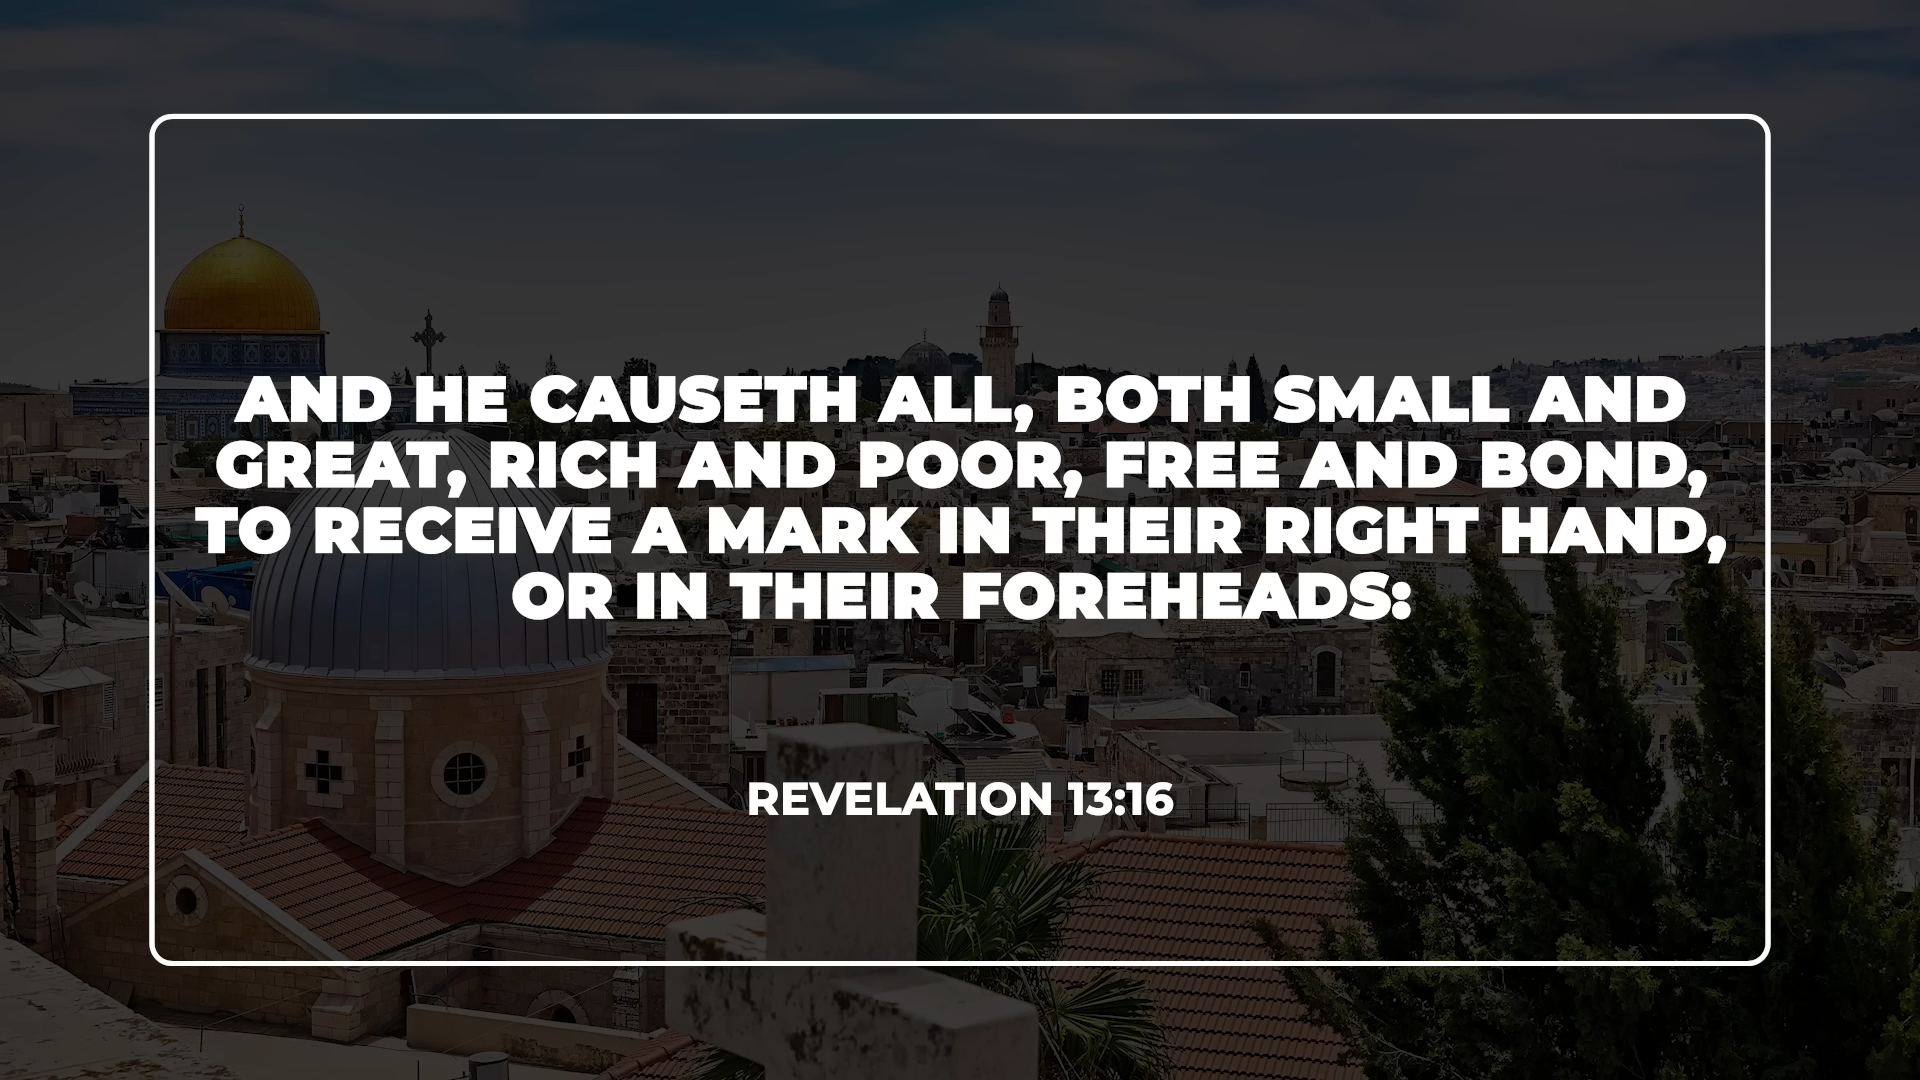 AND HE CAUSETH ALL, BOTH SMALL AND
GREAT, RICH AND POOR, FREE AND BOND,
TO RECEIVE A MARK IN THEIR RIGHT HAND,
OR IN THEIR FOREHEADS:
REVELATION 13:16